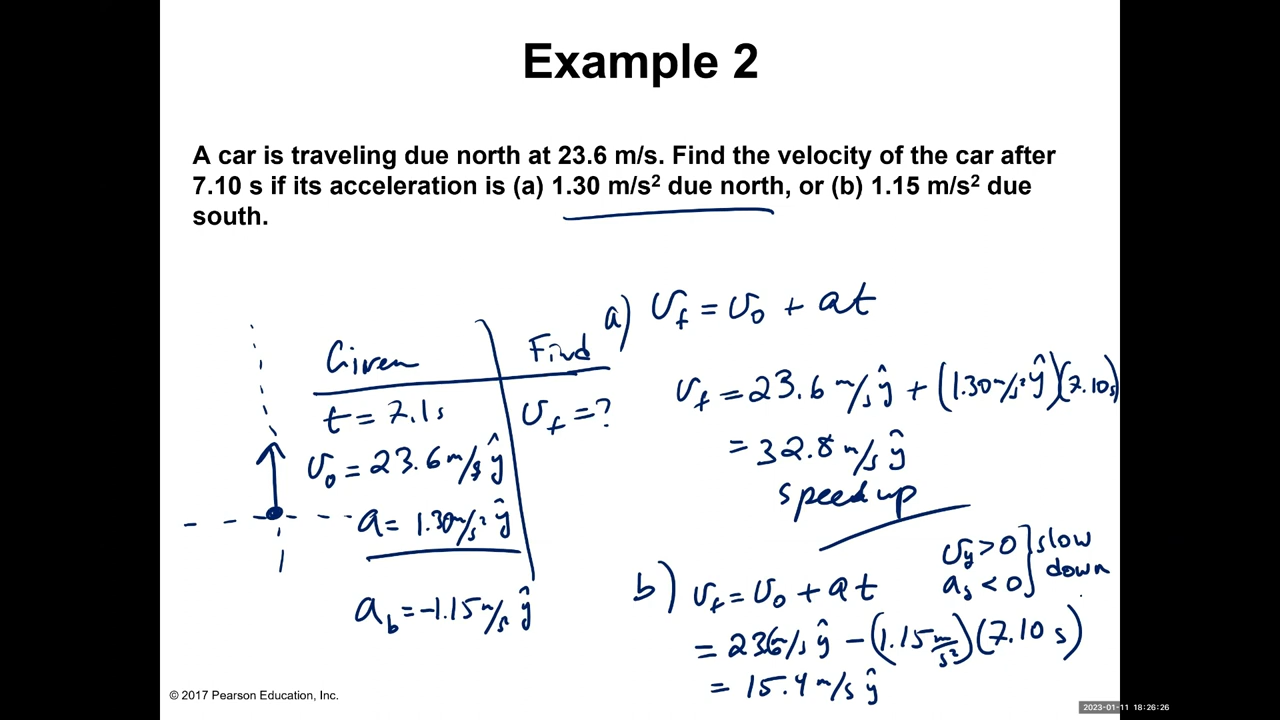 Example 2
A car is traveling due north at 23.6 m/s. Find the velocity of the car after
7.10 s if its acceleration is (a) 1.30 m/s² due north, or (b) 1.15 m/s² due
south.
Given
Find
t = 7.1s
v_f = ?
v₀ = 23.6 m/s ŷ
a = 1.30 m/s² ŷ
a_b = -1.15 m/s ŷ
a) v_f = v₀ + at
v_f = 23.6 m/s ŷ + (1.30 m/s² ŷ)(7.10s)
= 32.8 m/s ŷ
speed up
v_y > 0 } slow
a_s < 0 } down
b) v_f = v₀ + at
= 23.6 m/s ŷ - (1.15 m/s²)(7.10 s)
= 15.4 m/s ŷ
© 2017 Pearson Education, Inc.
2023-01-11 18:26:26